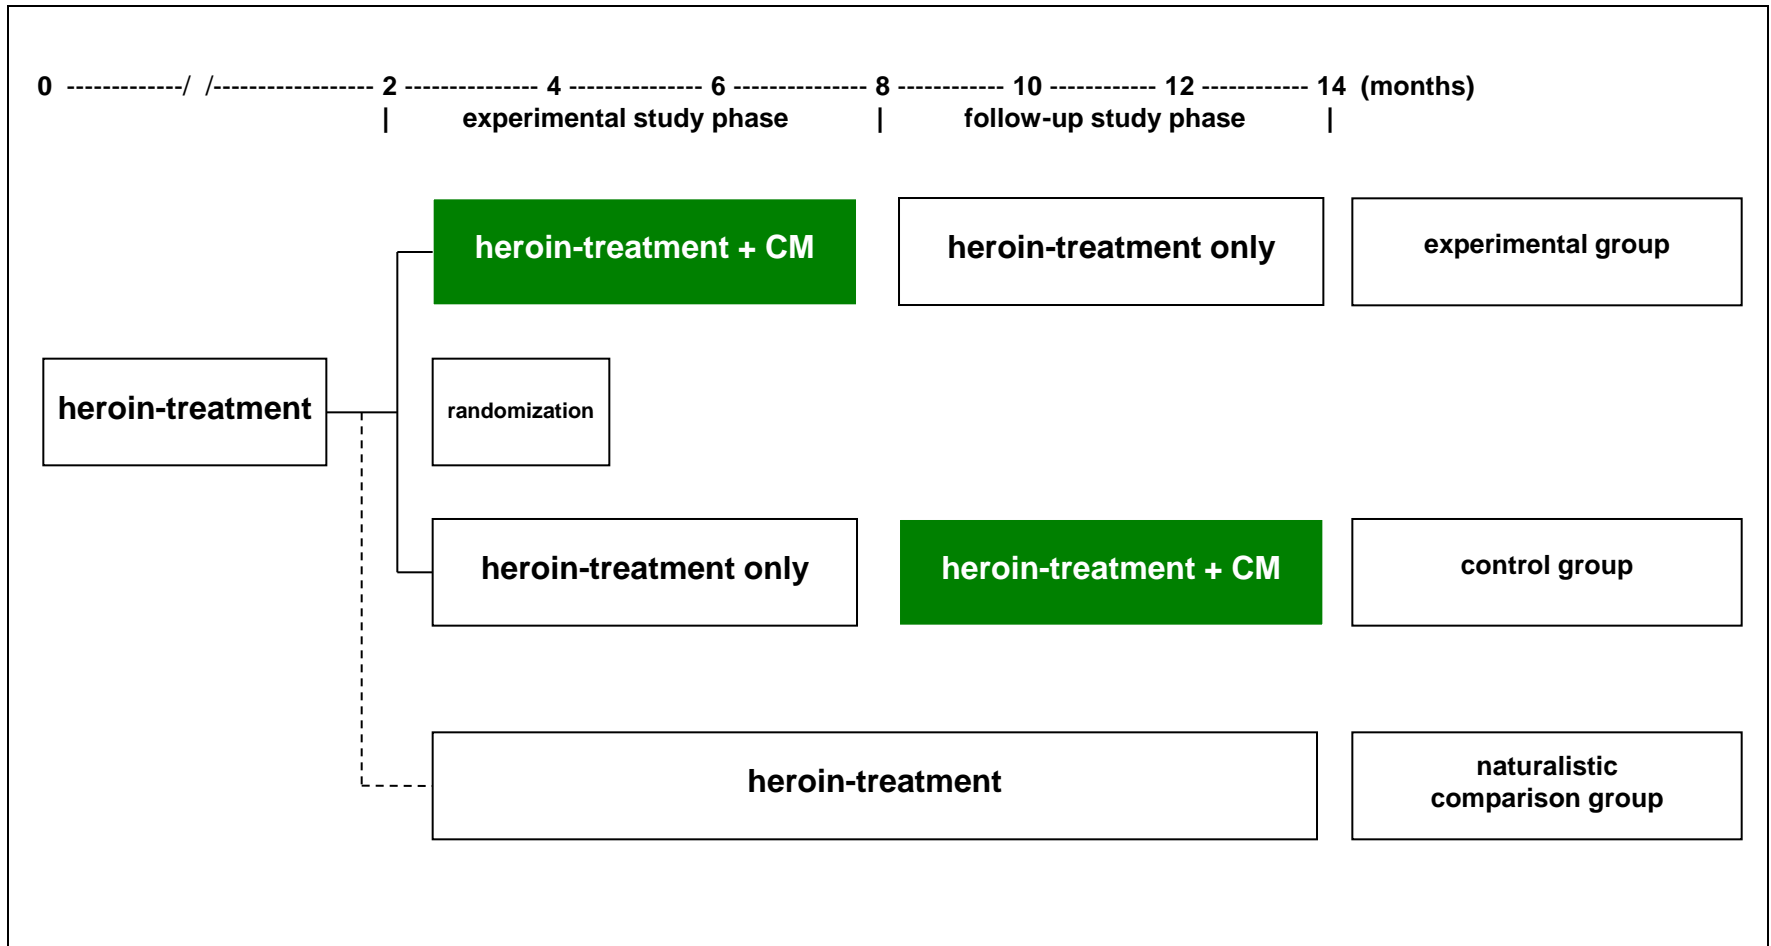 0 -------------/ /------------------ 2 --------------- 4 --------------- 6 --------------- 8 ------------ 10 ------------ 12 ------------ 14 (months)
| experimental study phase | follow-up study phase |
heroin-treatment + CM
heroin-treatment only
experimental group
heroin-treatment
randomization
heroin-treatment only
heroin-treatment + CM
control group
heroin-treatment
naturalistic
comparison group